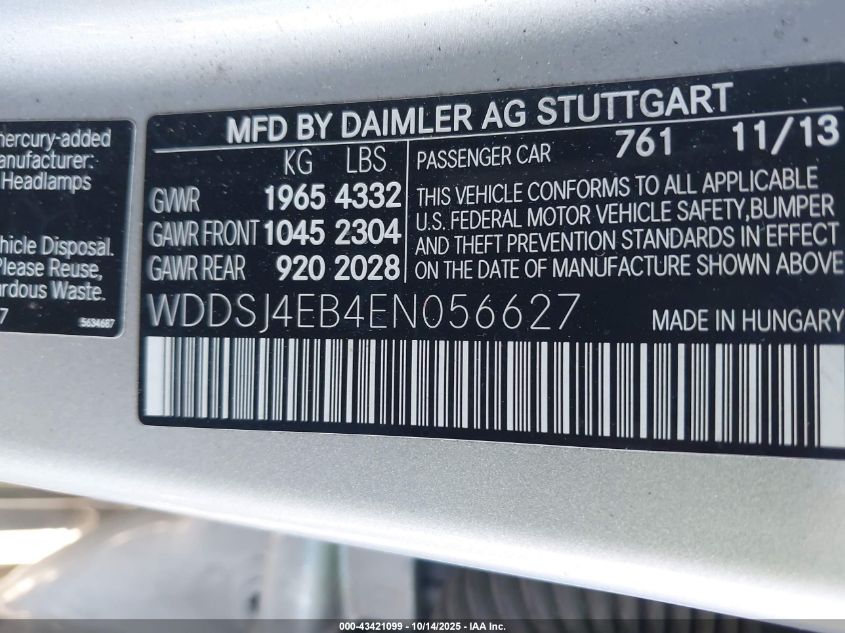 mercury-added
anufacturer:
Headlamps
hicle Disposal.
Please Reuse,
ardous Waste.
7
5634687
MFD BY DAIMLER AG STUTTGART
KG LBS
GVWR 1965 4332
GAWR FRONT 1045 2304
GAWR REAR 920 2028
PASSENGER CAR 761 11/13
THIS VEHICLE CONFORMS TO ALL APPLICABLE
U.S. FEDERAL MOTOR VEHICLE SAFETY,BUMPER
AND THEFT PREVENTION STANDARDS IN EFFECT
ON THE DATE OF MANUFACTURE SHOWN ABOVE
WDDSJ4EB4EN056627
MADE IN HUNGARY
000-43421099 - 10/14/2025 - IAA Inc.